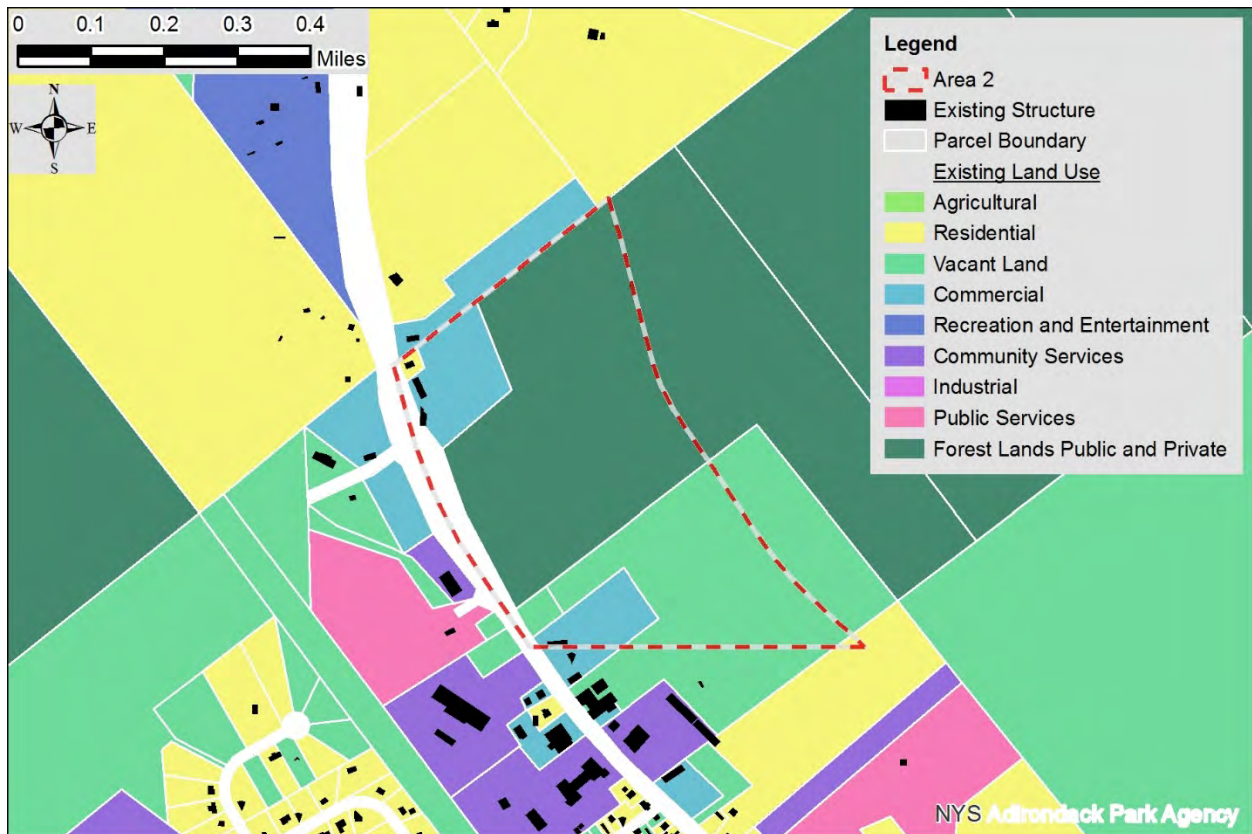 0 0.1 0.2 0.3 0.4
Miles
N
W E
S
Legend
Area 2
Existing Structure
Parcel Boundary
Existing Land Use
Agricultural
Residential
Vacant Land
Commercial
Recreation and Entertainment
Community Services
Industrial
Public Services
Forest Lands Public and Private
NYS Adirondack Park Agency